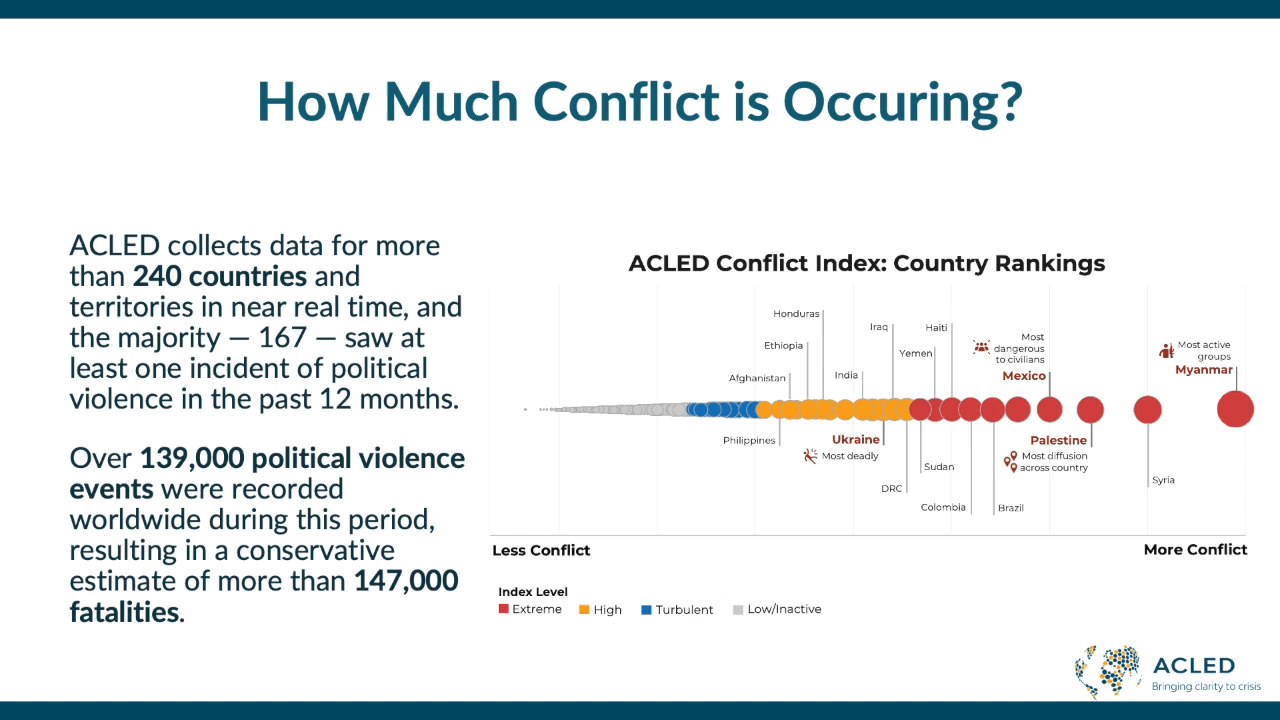 How Much Conflict is Occuring?
ACLED collects data for more
than 240 countries and
territories in near real time, and
the majority — 167 — saw at
least one incident of political
violence in the past 12 months.
Over 139,000 political violence
events were recorded
worldwide during this period,
resulting in a conservative
estimate of more than 147,000
fatalities.
ACLED Conflict Index: Country Rankings
Honduras
Iraq
Haiti
Ethiopia
Yemen
Most
dangerous
to civilians
Mexico
Most active
groups
Myanmar
Afghanistan
India
Philippines
Ukraine
Most deadly
Sudan
DRC
Colombia
Brazil
Palestine
Most diffusion
across country
Syria
Less Conflict
More Conflict
Index Level
Extreme
High
Turbulent
Low/Inactive
ACLED
Bringing clarity to crisis